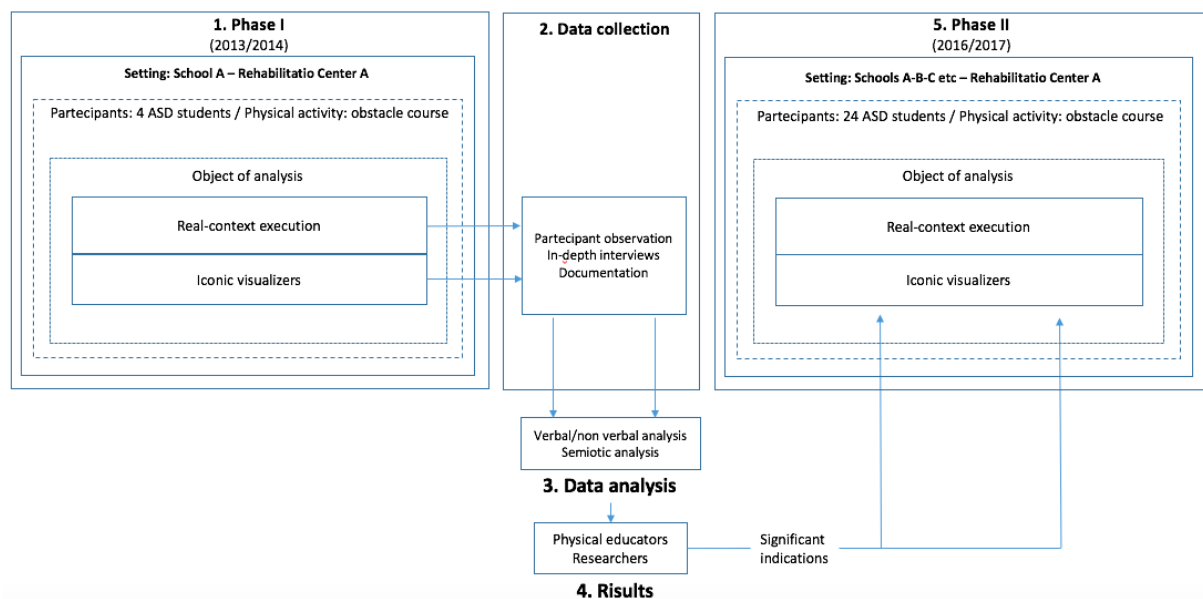 1. Phase I
(2013/2014)
Setting: School A – Rehabilitatio Center A
Partecipants: 4 ASD students / Physical activity: obstacle course
Object of analysis
Real-context execution
Iconic visualizers
2. Data collection
Partecipant observation
In-depth interviews
Documentation
Verbal/non verbal analysis
Semiotic analysis
3. Data analysis
Physical educators
Researchers
4. Risults
Significant
indications
5. Phase II
(2016/2017)
Setting: Schools A-B-C etc – Rehabilitatio Center A
Partecipants: 24 ASD students / Physical activity: obstacle course
Object of analysis
Real-context execution
Iconic visualizers